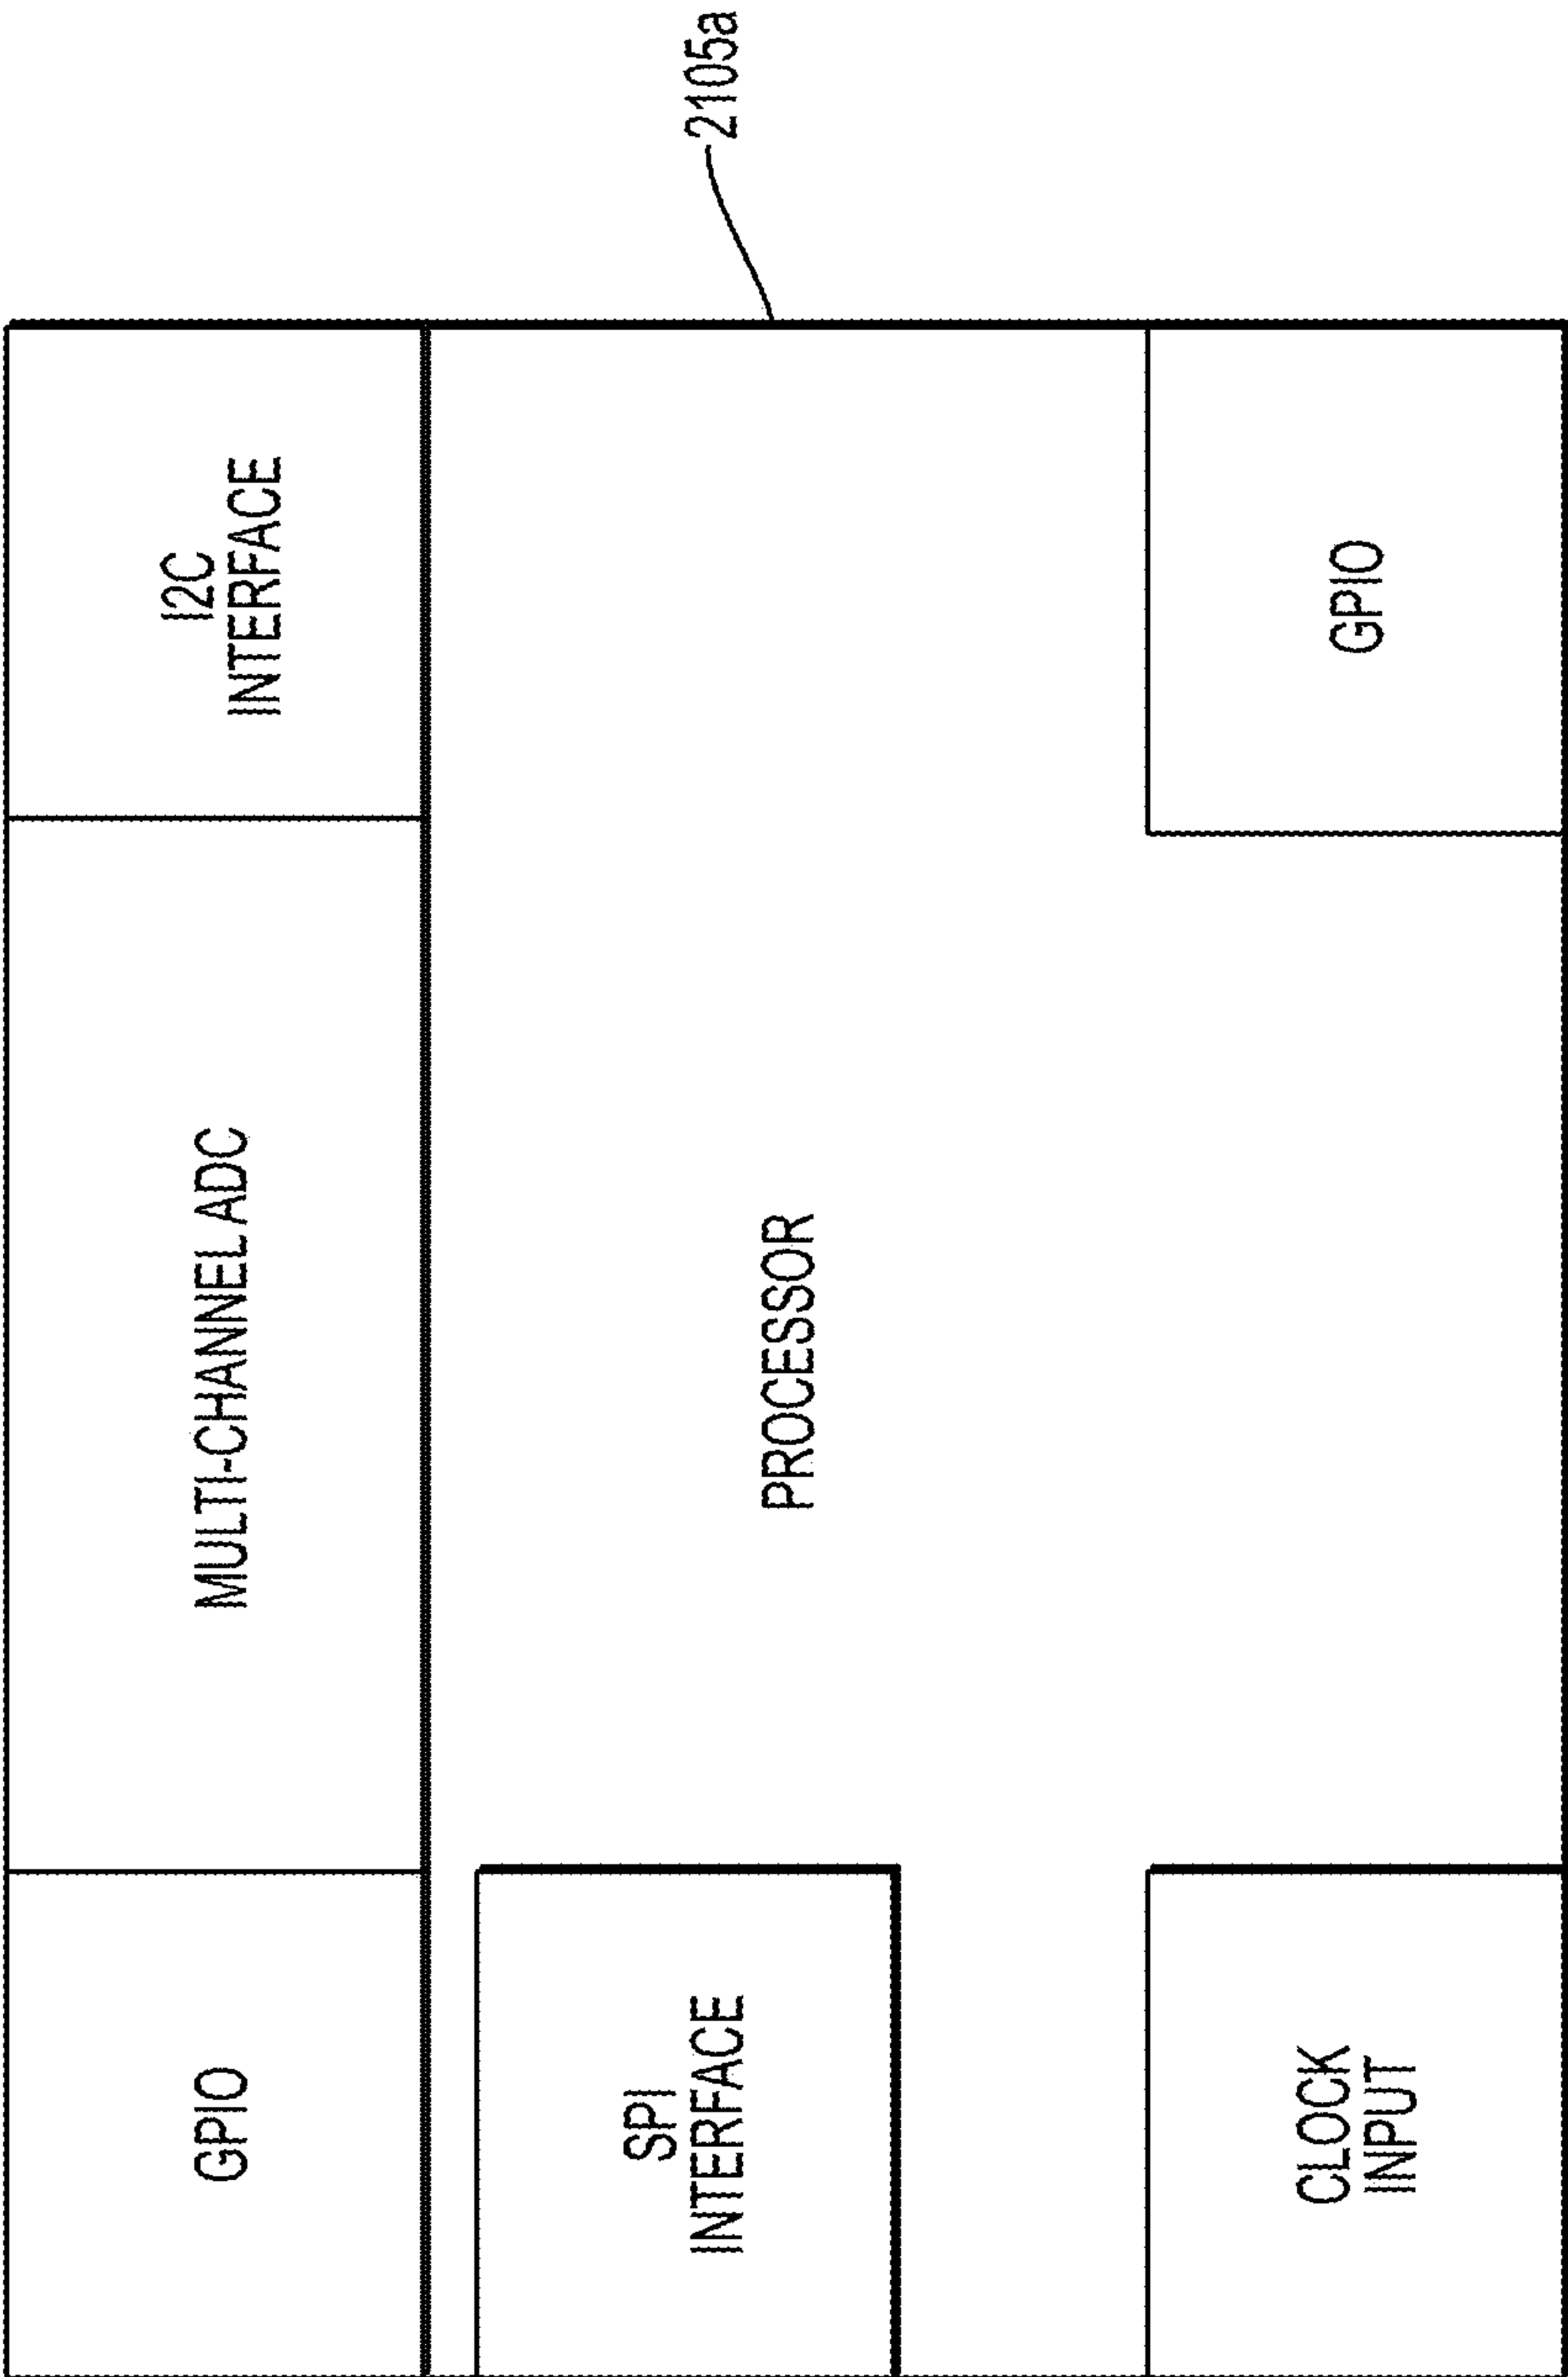 GPIO
MULTI-CHANNEL ADC
I2C
INTERFACE
SPI
INTERFACE
PROCESSOR
2105a
CLOCK
INPUT
GPIO